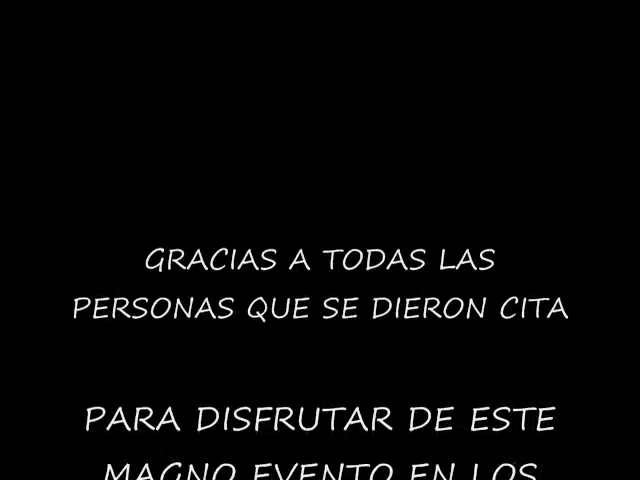 GRACIAS A TODAS LAS
PERSONAS QUE SE DIERON CITA
PARA DISFRUTAR DE ESTE
MAGNO EVENTO EN LOS